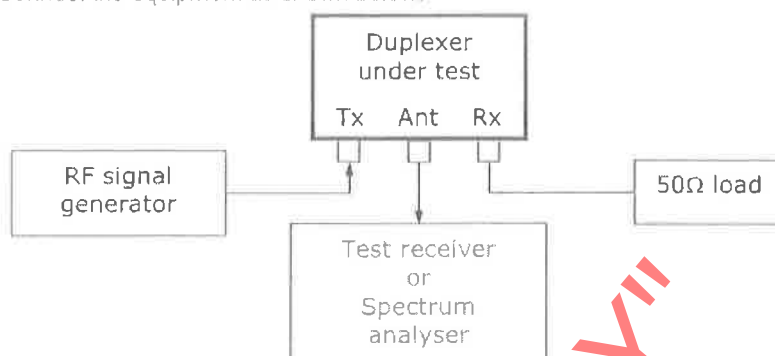 Duplexer
under test
Tx Ant Rx
RF signal
generator
50Ω load
Test receiver
or
Spectrum
analyser
Y"